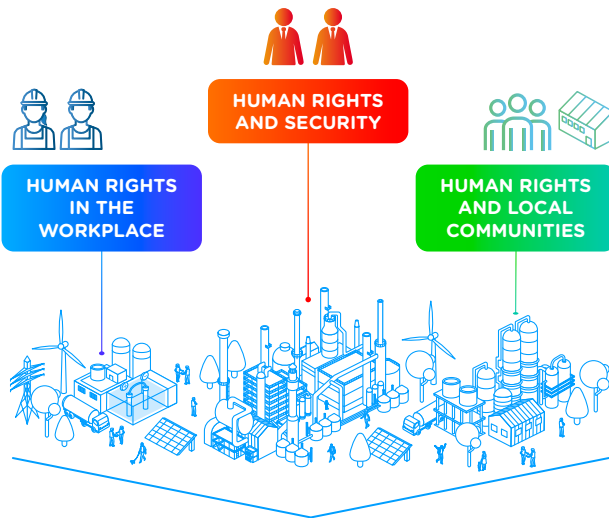 HUMAN RIGHTS
AND SECURITY
HUMAN RIGHTS
IN THE
WORKPLACE
HUMAN RIGHTS
AND LOCAL
COMMUNITIES